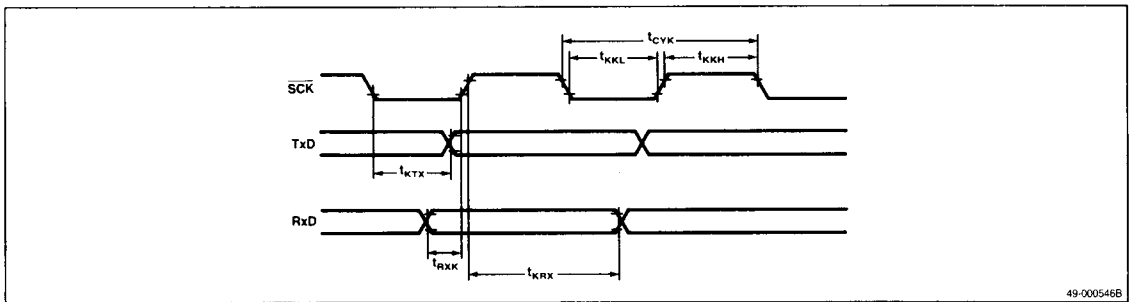 tCYK
tKKL
tKKH
SCK
TxD
tKTX
RxD
tRXK
tKRX
49-000546B